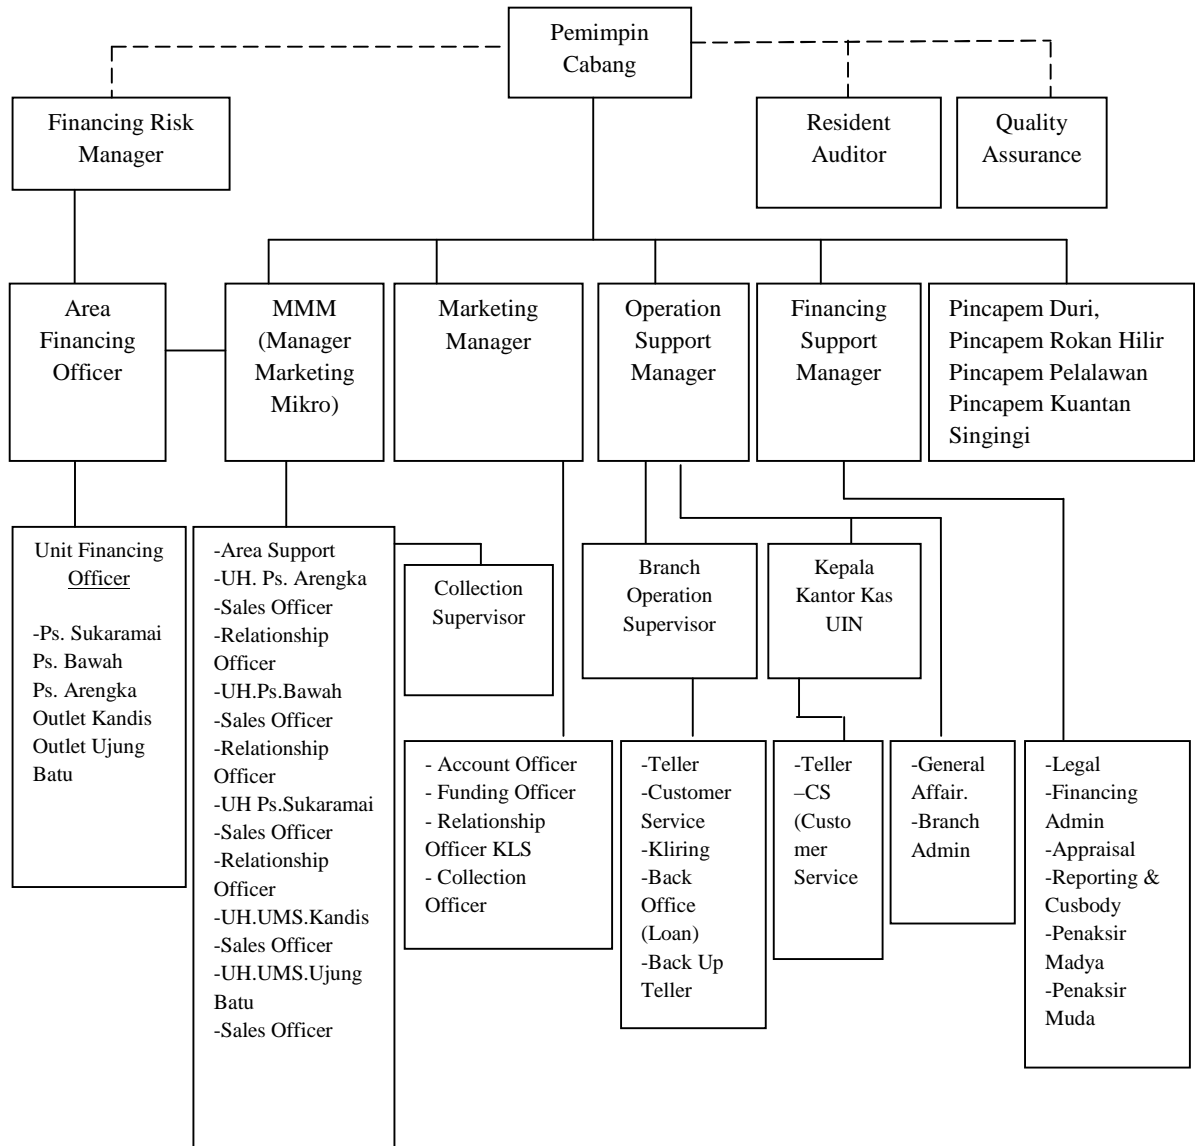 Pemimpin
Cabang
Financing Risk
Manager
Resident
Auditor
Quality
Assurance
Area
Financing
Officer
MMM
(Manager
Marketing
Mikro)
Marketing
Manager
Operation
Support
Manager
Financing
Support
Manager
Pincapem Duri,
Pincapem Rokan Hilir
Pincapem Pelalawan
Pincapem Kuantan
Singingi
Unit Financing
Officer
-Ps. Sukaramai
Ps. Bawah
Ps. Arengka
Outlet Kandis
Outlet Ujung
Batu
-Area Support
-UH. Ps. Arengka
-Sales Officer
-Relationship
Officer
-UH.Ps.Bawah
-Sales Officer
-Relationship
Officer
-UH Ps.Sukaramai
-Sales Officer
-Relationship
Officer
-UH.UMS.Kandis
-Sales Officer
-UH.UMS.Ujung
Batu
-Sales Officer
Collection
Supervisor
Branch
Operation
Supervisor
Kepala
Kantor Kas
UIN
- Account Officer
- Funding Officer
- Relationship
Officer KLS
- Collection
Officer
-Teller
-Customer
Service
-Kliring
-Back
Office
(Loan)
-Back Up
Teller
-Teller
–CS
(Custo
mer
Service
-General
Affair.
-Branch
Admin
-Legal
-Financing
Admin
-Appraisal
-Reporting &
Cusbody
-Penaksir
Madya
-Penaksir
Muda